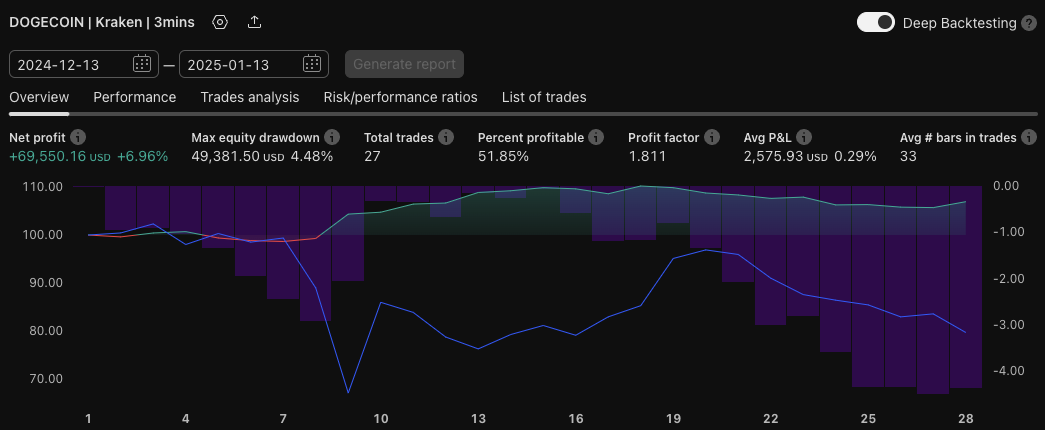 DOGECOIN | Kraken | 3mins
Deep Backtesting ?
2024-12-13 — 2025-01-13 Generate report
Overview Performance Trades analysis Risk/performance ratios List of trades
Net profit i Max equity drawdown i Total trades i Percent profitable i Profit factor i Avg P&L i Avg # bars in trades i
+69,550.16 USD +6.96% 49,381.50 USD 4.48% 27 51.85% 1.811 2,575.93 USD 0.29% 33
110.00 0.00
100.00 -1.00
90.00 -2.00
80.00 -3.00
70.00 -4.00
1 4 7 10 13 16 19 22 25 28